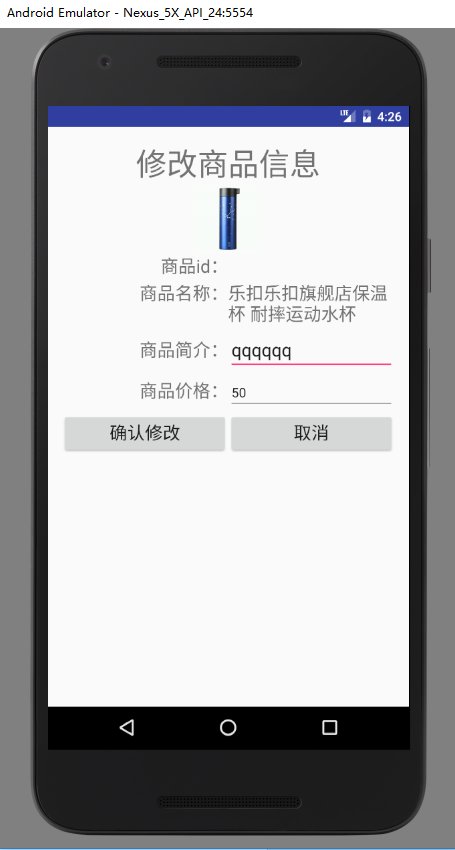 Android Emulator - Nexus_5X_API_24:5554
LTE 4:26
修改商品信息
商品id：
商品名称： 乐扣乐扣旗舰店保温
杯 耐摔运动水杯
商品简介： qqqqqq
商品价格： 50
确认修改 取消